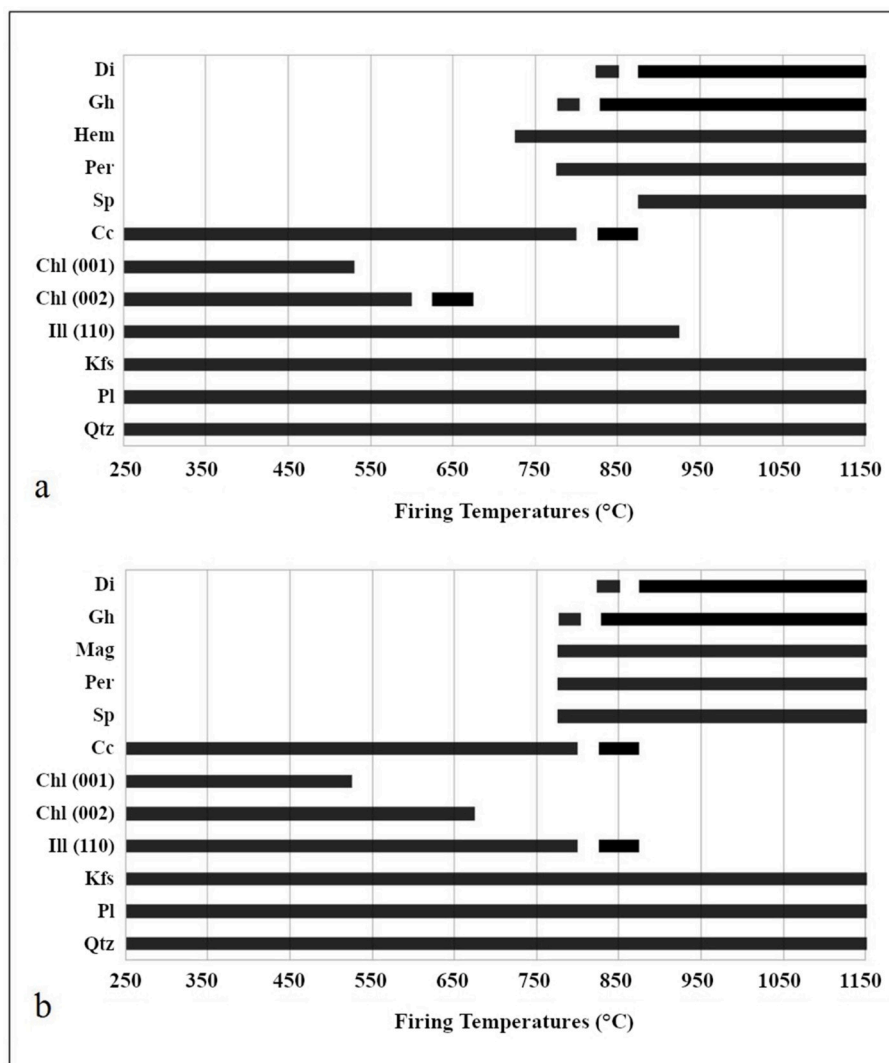 Di
Gh
Hem
Per
Sp
Cc
Chl (001)
Chl (002)
Ill (110)
Kfs
Pl
Qtz
250 350 450 550 650 750 850 950 1050 1150
a
Firing Temperatures (°C)
Di
Gh
Mag
Per
Sp
Cc
Chl (001)
Chl (002)
Ill (110)
Kfs
Pl
Qtz
250 350 450 550 650 750 850 950 1050 1150
b
Firing Temperatures (°C)